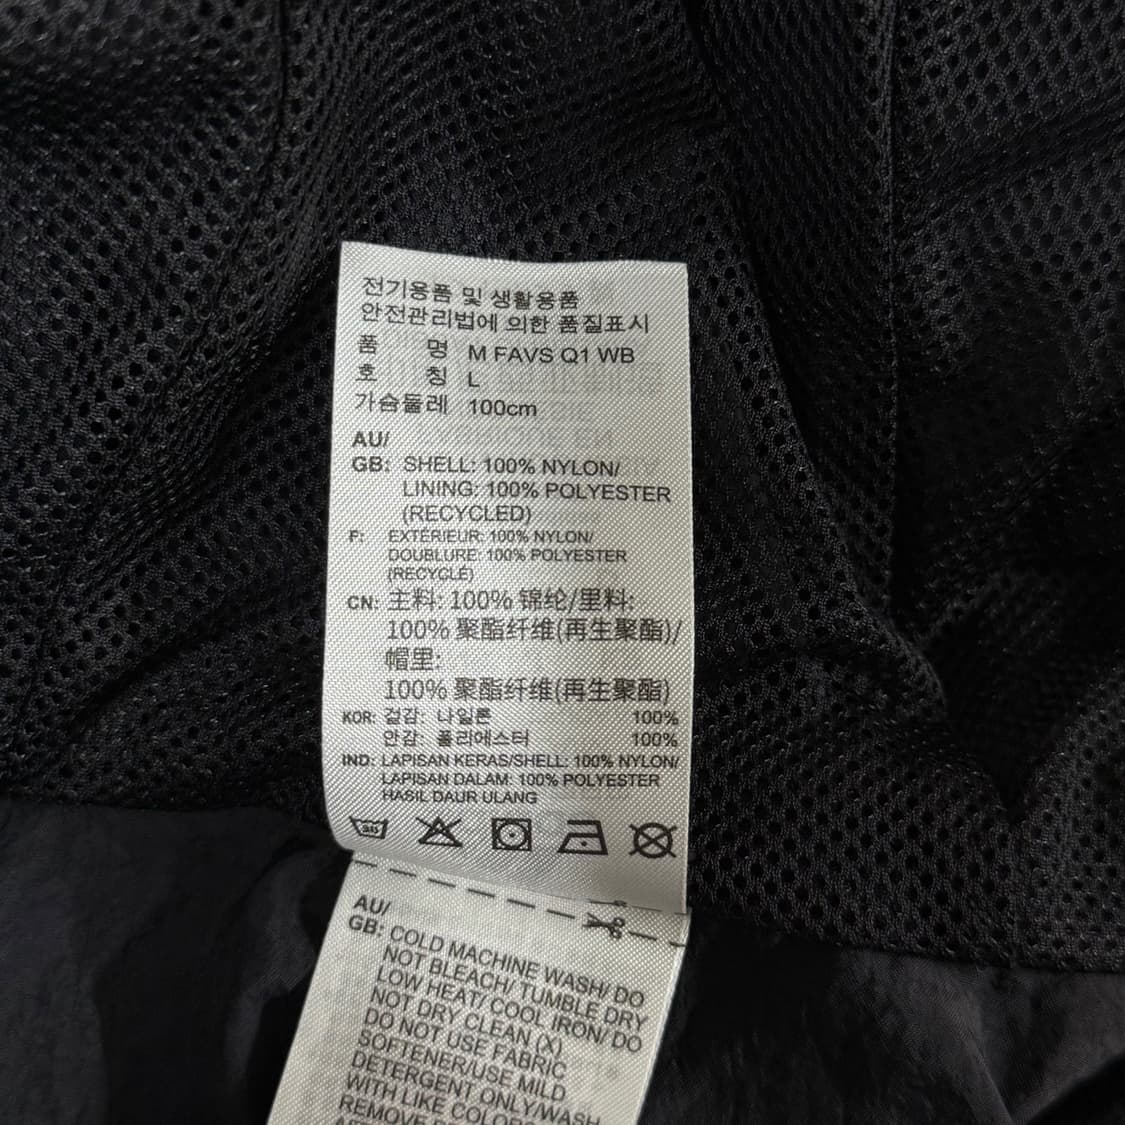 전기용품 및 생활용품
안전관리법에 의한 품질표시
품 명 M FAVS Q1 WB
호 칭 L
가슴둘레 100cm
AU/
GB: SHELL: 100% NYLON/
LINING: 100% POLYESTER
(RECYCLED)
F: EXTERIEUR: 100% NYLON/
DOUBLURE: 100% POLYESTER
(RECYCLÉ)
CN: 主料: 100% 锦纶/里料:
100% 聚酯纤维(再生聚酯)/
帽里:
100% 聚酯纤维(再生聚酯)
KOR: 겉감: 나일론 100%
안감: 폴리에스터 100%
IND: LAPISAN KERAS/SHELL: 100% NYLON/
LAPISAN DALAM: 100% POLYESTER
HASIL DAUR ULANG
30
AU/
GB: COLD MACHINE WASH/ DO
NOT BLEACH/ TUMBLE DRY
LOW HEAT/ COOL IRON/ DO
NOT DRY CLEAN (X)
DO NOT USE FABRIC
SOFTENER/USE MILD
DETERGENT ONLY/WASH
WITH LIKE COLORS
REMOVE